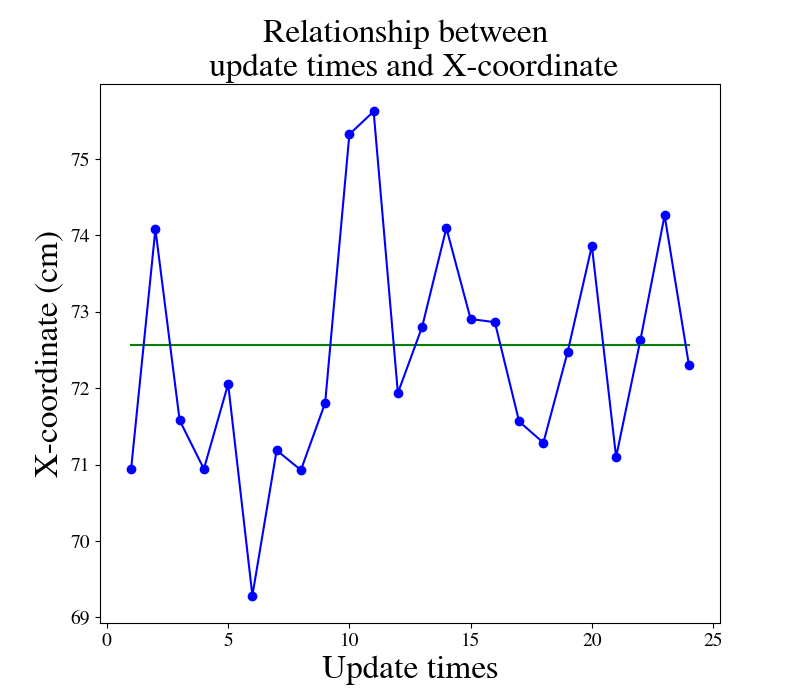 Relationship between
update times and X-coordinate
X-coordinate (cm)
75
74
73
72
71
70
69
0 5 10 15 20 25
Update times